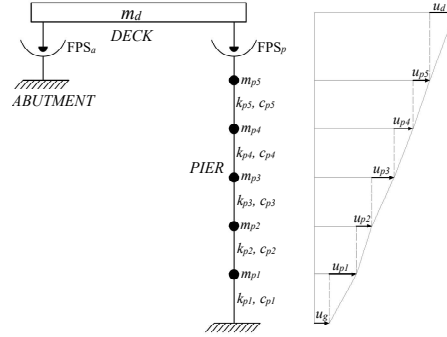 m_d
DECK
FPS_a
FPS_p
ABUTMENT
m_p5
k_p5, c_p5
m_p4
k_p4, c_p4
PIER
m_p3
k_p3, c_p3
m_p2
k_p2, c_p2
m_p1
k_p1, c_p1
u_d
u_p5
u_p4
u_p3
u_p2
u_p1
u_g